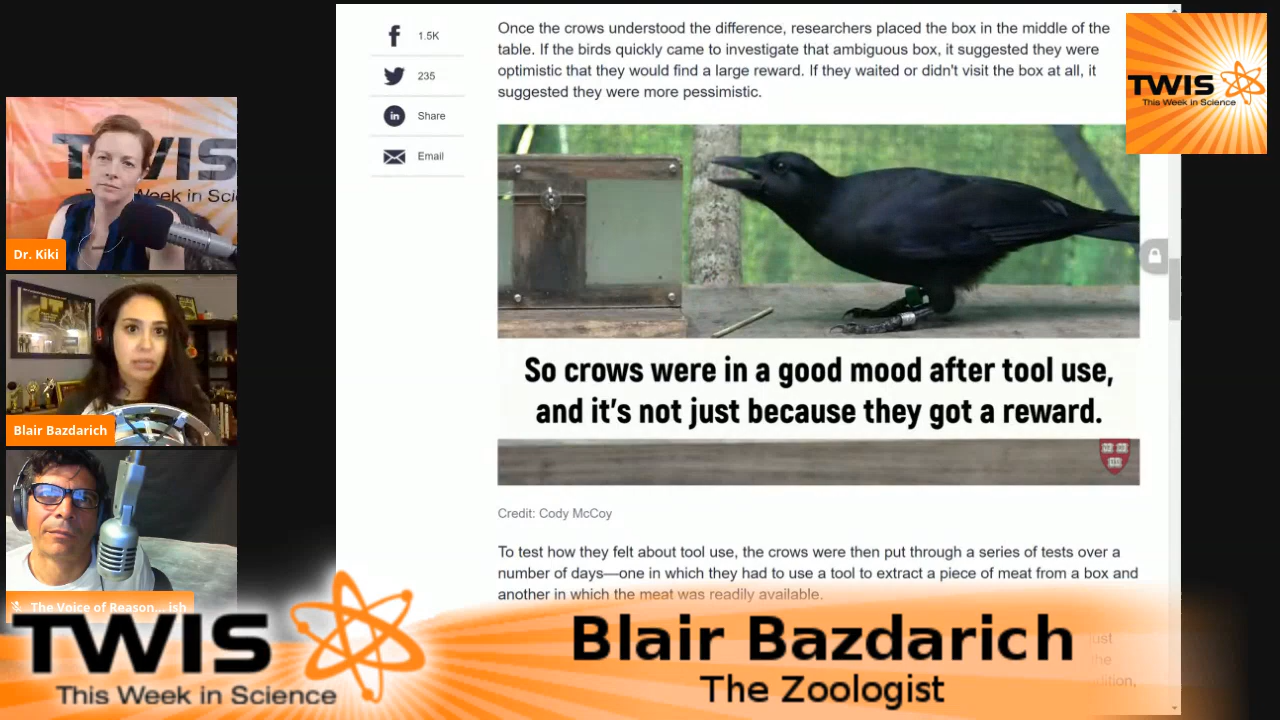 f 1.5K
235
in Share
Email
Once the crows understood the difference, researchers placed the box in the middle of the
table. If the birds quickly came to investigate that ambiguous box, it suggested they were
optimistic that they would find a large reward. If they waited or didn't visit the box at all, it
suggested they were more pessimistic.
TWIS
This Week in Science
TWIS
Week in Sci
Dr. Kiki
Blair Bazdarich
The Voice of Reason...ish
So crows were in a good mood after tool use,
and it's not just because they got a reward.
Credit: Cody McCoy
To test how they felt about tool use, the crows were then put through a series of tests over a
number of days—one in which they had to use a tool to extract a piece of meat from a box and
another in which the meat was readily available.
TWIS
This Week in Science
Blair Bazdarich
The Zoologist